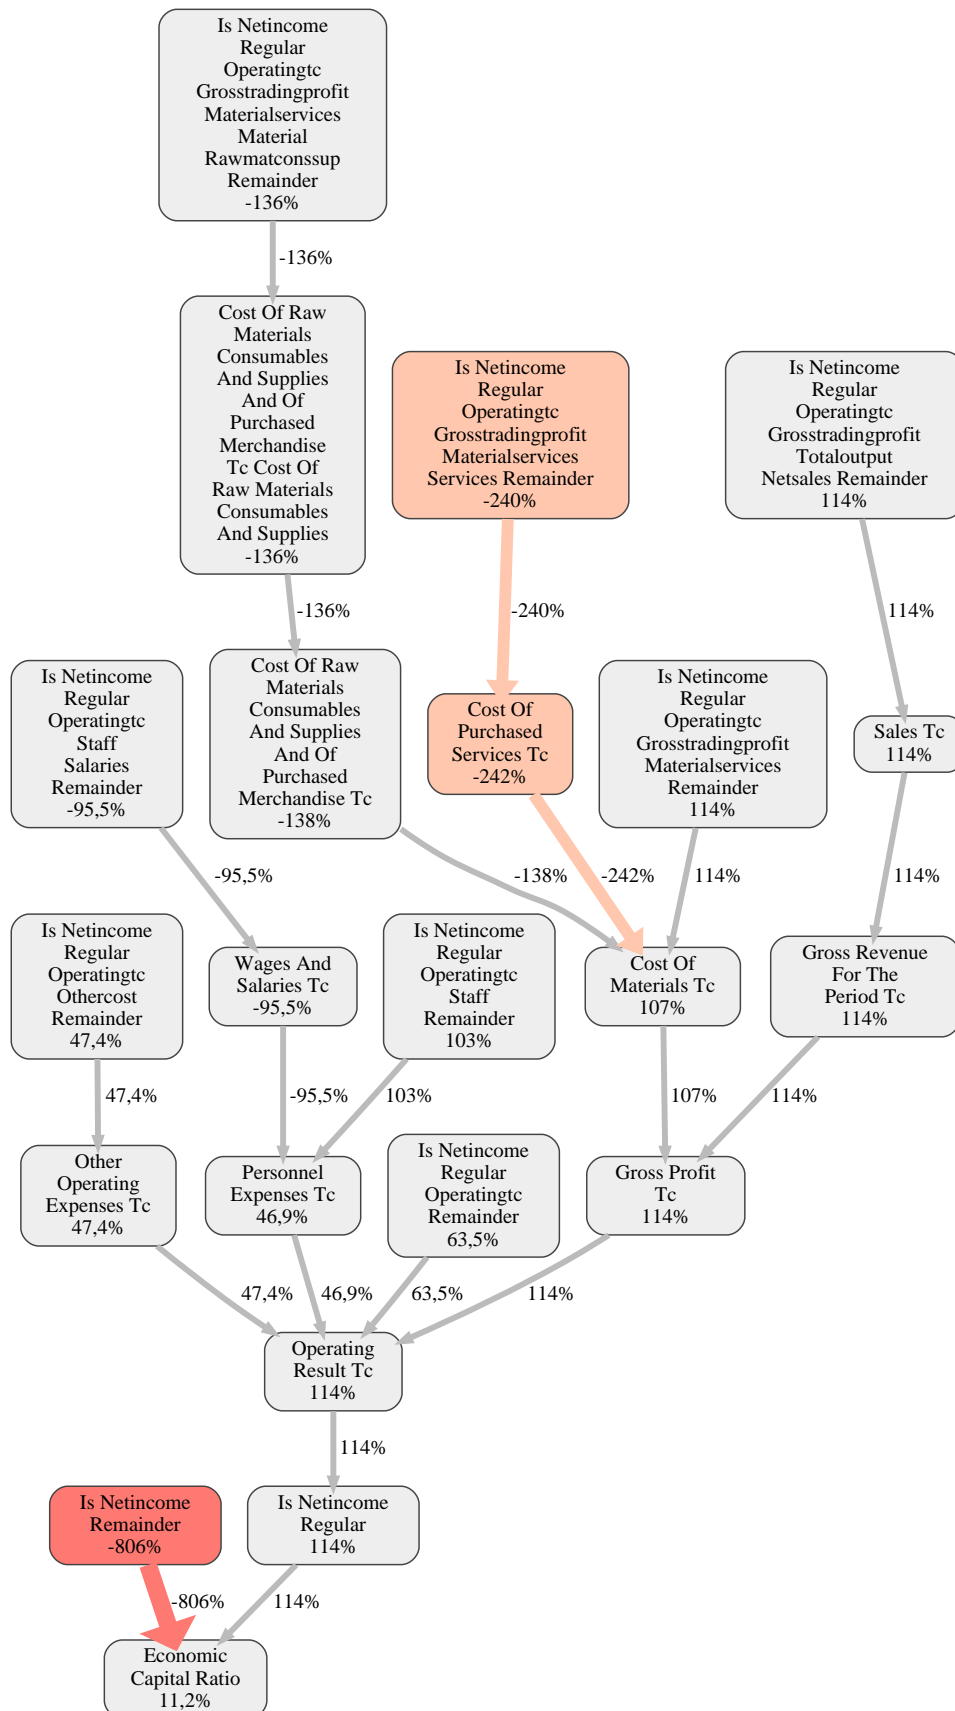 Is Netincome
Regular
Operatingtc
Grosstradingprofit
Materialservices
Material
Rawmatconssup
Remainder
-136%
-136%
Cost Of Raw
Materials
Consumables
And Supplies
And Of
Purchased
Merchandise
Tc Cost Of
Raw Materials
Consumables
And Supplies
-136%
Is Netincome
Regular
Operatingtc
Grosstradingprofit
Materialservices
Services Remainder
-240%
Is Netincome
Regular
Operatingtc
Grosstradingprofit
Totaloutput
Netsales Remainder
114%
-136%
-240%
114%
Is Netincome
Regular
Operatingtc
Staff
Salaries
Remainder
-95,5%
Cost Of Raw
Materials
Consumables
And Supplies
And Of
Purchased
Merchandise Tc
-138%
Cost Of
Purchased
Services Tc
-242%
Is Netincome
Regular
Operatingtc
Grosstradingprofit
Materialservices
Remainder
114%
Sales Tc
114%
-95,5%
-138%
-242%
114%
114%
Is Netincome
Regular
Operatingtc
Othercost
Remainder
47,4%
Wages And
Salaries Tc
-95,5%
Is Netincome
Regular
Operatingtc
Staff
Remainder
103%
Cost Of
Materials Tc
107%
Gross Revenue
For The
Period Tc
114%
47,4%
-95,5%
103%
107%
114%
Other
Operating
Expenses Tc
47,4%
Personnel
Expenses Tc
46,9%
Is Netincome
Regular
Operatingtc
Remainder
63,5%
Gross Profit
Tc
114%
47,4%
46,9%
63,5%
114%
Operating
Result Tc
114%
114%
Is Netincome
Remainder
-806%
Is Netincome
Regular
114%
-806%
114%
Economic
Capital Ratio
11,2%